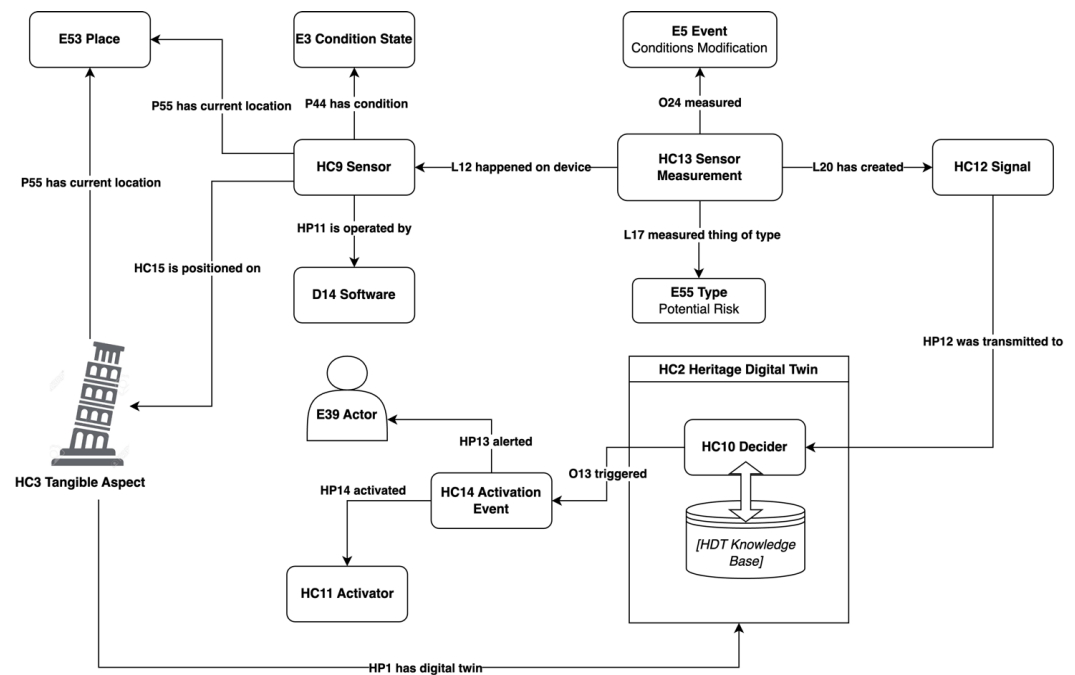 E53 Place
E3 Condition State
E5 Event
Conditions Modification
P55 has current location
P44 has condition
O24 measured
HC9 Sensor
L12 happened on device
HC13 Sensor
Measurement
L20 has created
HC12 Signal
P55 has current location
HP11 is operated by
L17 measured thing of type
HC15 is positioned on
D14 Software
E55 Type
Potential Risk
HP12 was transmitted to
HC2 Heritage Digital Twin
E39 Actor
HP13 alerted
HC10 Decider
O13 triggered
HC3 Tangible Aspect
HP14 activated
HC14 Activation
Event
[HDT Knowledge
Base]
HC11 Activator
HP1 has digital twin